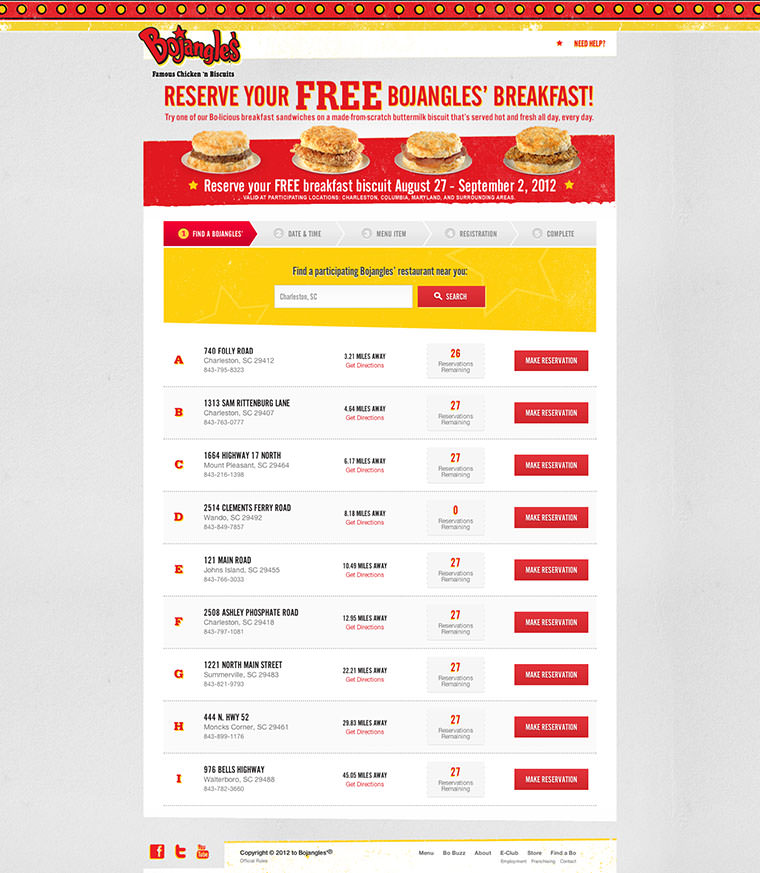 Bojangles'
Famous Chicken 'n Biscuits
NEED HELP?
RESERVE YOUR FREE BOJANGLES' BREAKFAST!
Try one of our Bo-licious breakfast sandwiches on a made-from-scratch buttermilk biscuit that's served hot and fresh all day, every day.
Reserve your FREE breakfast biscuit August 27 - September 2, 2012
VALID AT PARTICIPATING LOCATIONS: CHARLESTON, COLUMBIA, MARYLAND, AND SURROUNDING AREAS.
1 FIND A BOJANGLES' 2 DATE & TIME 3 MENU ITEM 4 REGISTRATION 5 COMPLETE
Find a participating Bojangles' restaurant near you:
Charleston, SC SEARCH
A
740 FOLLY ROAD
Charleston, SC 29412
843-795-8323
3.21 MILES AWAY
Get Directions
26
Reservations
Remaining
MAKE RESERVATION
B
1313 SAM RITTENBURG LANE
Charleston, SC 29407
843-763-0777
4.64 MILES AWAY
Get Directions
27
Reservations
Remaining
MAKE RESERVATION
C
1664 HIGHWAY 17 NORTH
Mount Pleasant, SC 29464
843-216-1398
6.17 MILES AWAY
Get Directions
27
Reservations
Remaining
MAKE RESERVATION
D
2514 CLEMENTS FERRY ROAD
Wando, SC 29492
843-849-7857
8.18 MILES AWAY
Get Directions
0
Reservations
Remaining
MAKE RESERVATION
E
121 MAIN ROAD
Johns Island, SC 29455
843-766-3033
10.49 MILES AWAY
Get Directions
27
Reservations
Remaining
MAKE RESERVATION
F
2508 ASHLEY PHOSPHATE ROAD
Charleston, SC 29418
843-797-1081
12.95 MILES AWAY
Get Directions
27
Reservations
Remaining
MAKE RESERVATION
G
1221 NORTH MAIN STREET
Summerville, SC 29483
843-821-9793
22.21 MILES AWAY
Get Directions
27
Reservations
Remaining
MAKE RESERVATION
H
444 N. HWY 52
Moncks Corner, SC 29461
843-899-1176
29.83 MILES AWAY
Get Directions
27
Reservations
Remaining
MAKE RESERVATION
I
976 BELLS HIGHWAY
Walterboro, SC 29488
843-782-3660
45.05 MILES AWAY
Get Directions
27
Reservations
Remaining
MAKE RESERVATION
You Tube
Copyright © 2012 to Bojangles'®
Official Rules
Menu Bo Buzz About E-Club Store Find a Bo
Employment Franchising Contact